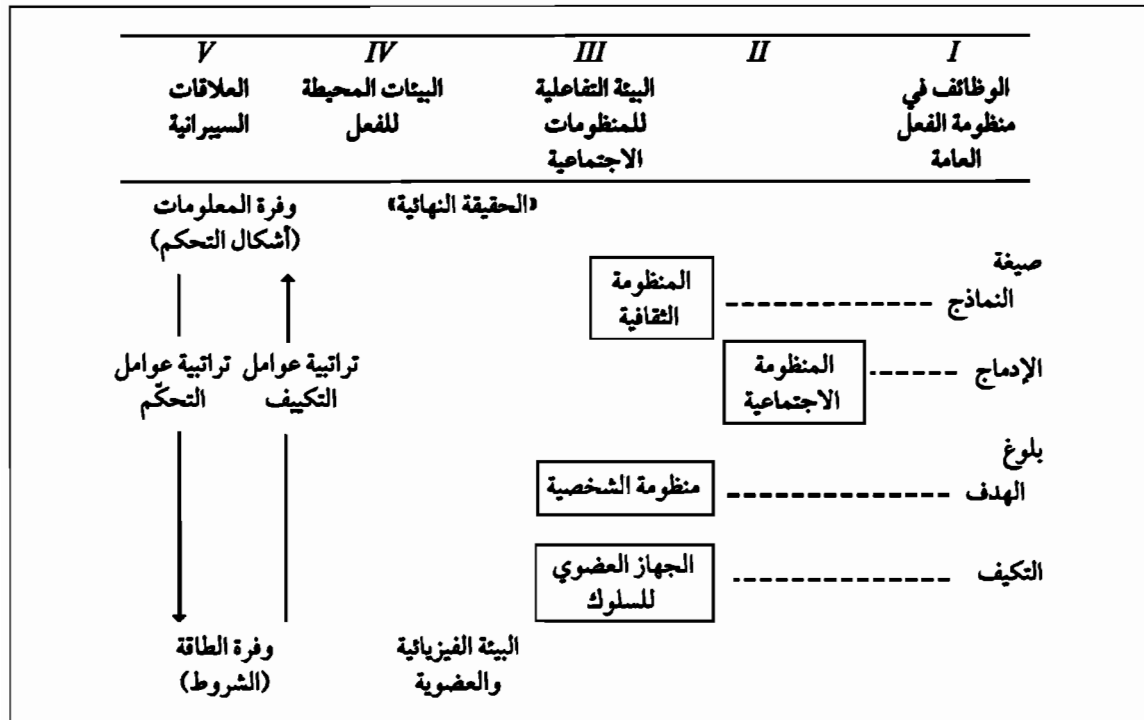 I II III IV V
الوظائف في البيئة التفاعلية البيئات المحيطة العلاقات
منظومة الفعل للمنظومات للفعل السيبرانية
العامة الاجتماعية
«الحقيقة النهائية» وفرة المعلومات
(أشكال التحكم)
صيغة
النماذج
المنظومة
الثقافية
الإدماج
المنظومة
الاجتماعية
تراتبية عوامل
التكييف
تراتبية عوامل
التحكّم
بلوغ
الهدف
منظومة الشخصية
التكيف
الجهاز العضوي
للسلوك
البيئة الفيزيائية
والعضوية
وفرة الطاقة
(الشروط)